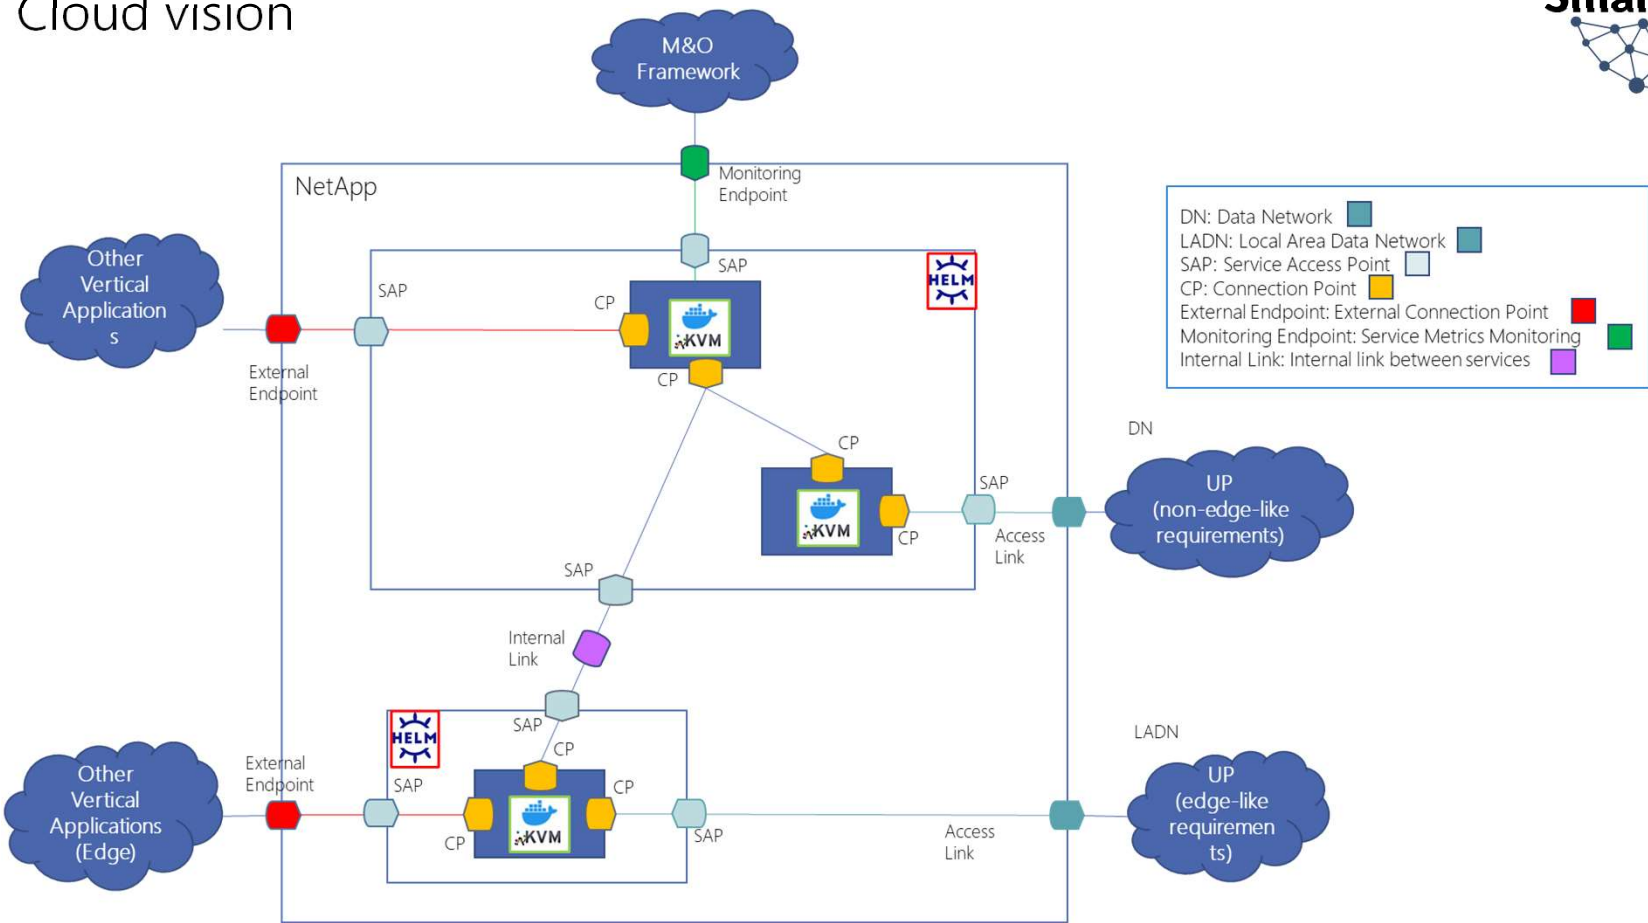 Cloud vision
M&O
Framework
NetApp
Monitoring
Endpoint
SAP
HELM
Other
Vertical
Application
s
SAP
CP
KVM
External
Endpoint
CP
DN: Data Network
LADN: Local Area Data Network
SAP: Service Access Point
CP: Connection Point
External Endpoint: External Connection Point
Monitoring Endpoint: Service Metrics Monitoring
Internal Link: Internal link between services
DN
CP
KVM
CP
SAP
Access
Link
UP
(non-edge-like
requirements)
SAP
Internal
Link
SAP
HELM
CP
LADN
Other
Vertical
Applications
(Edge)
External
Endpoint
SAP
CP
KVM
CP
SAP
Access
Link
UP
(edge-like
requiremen
ts)